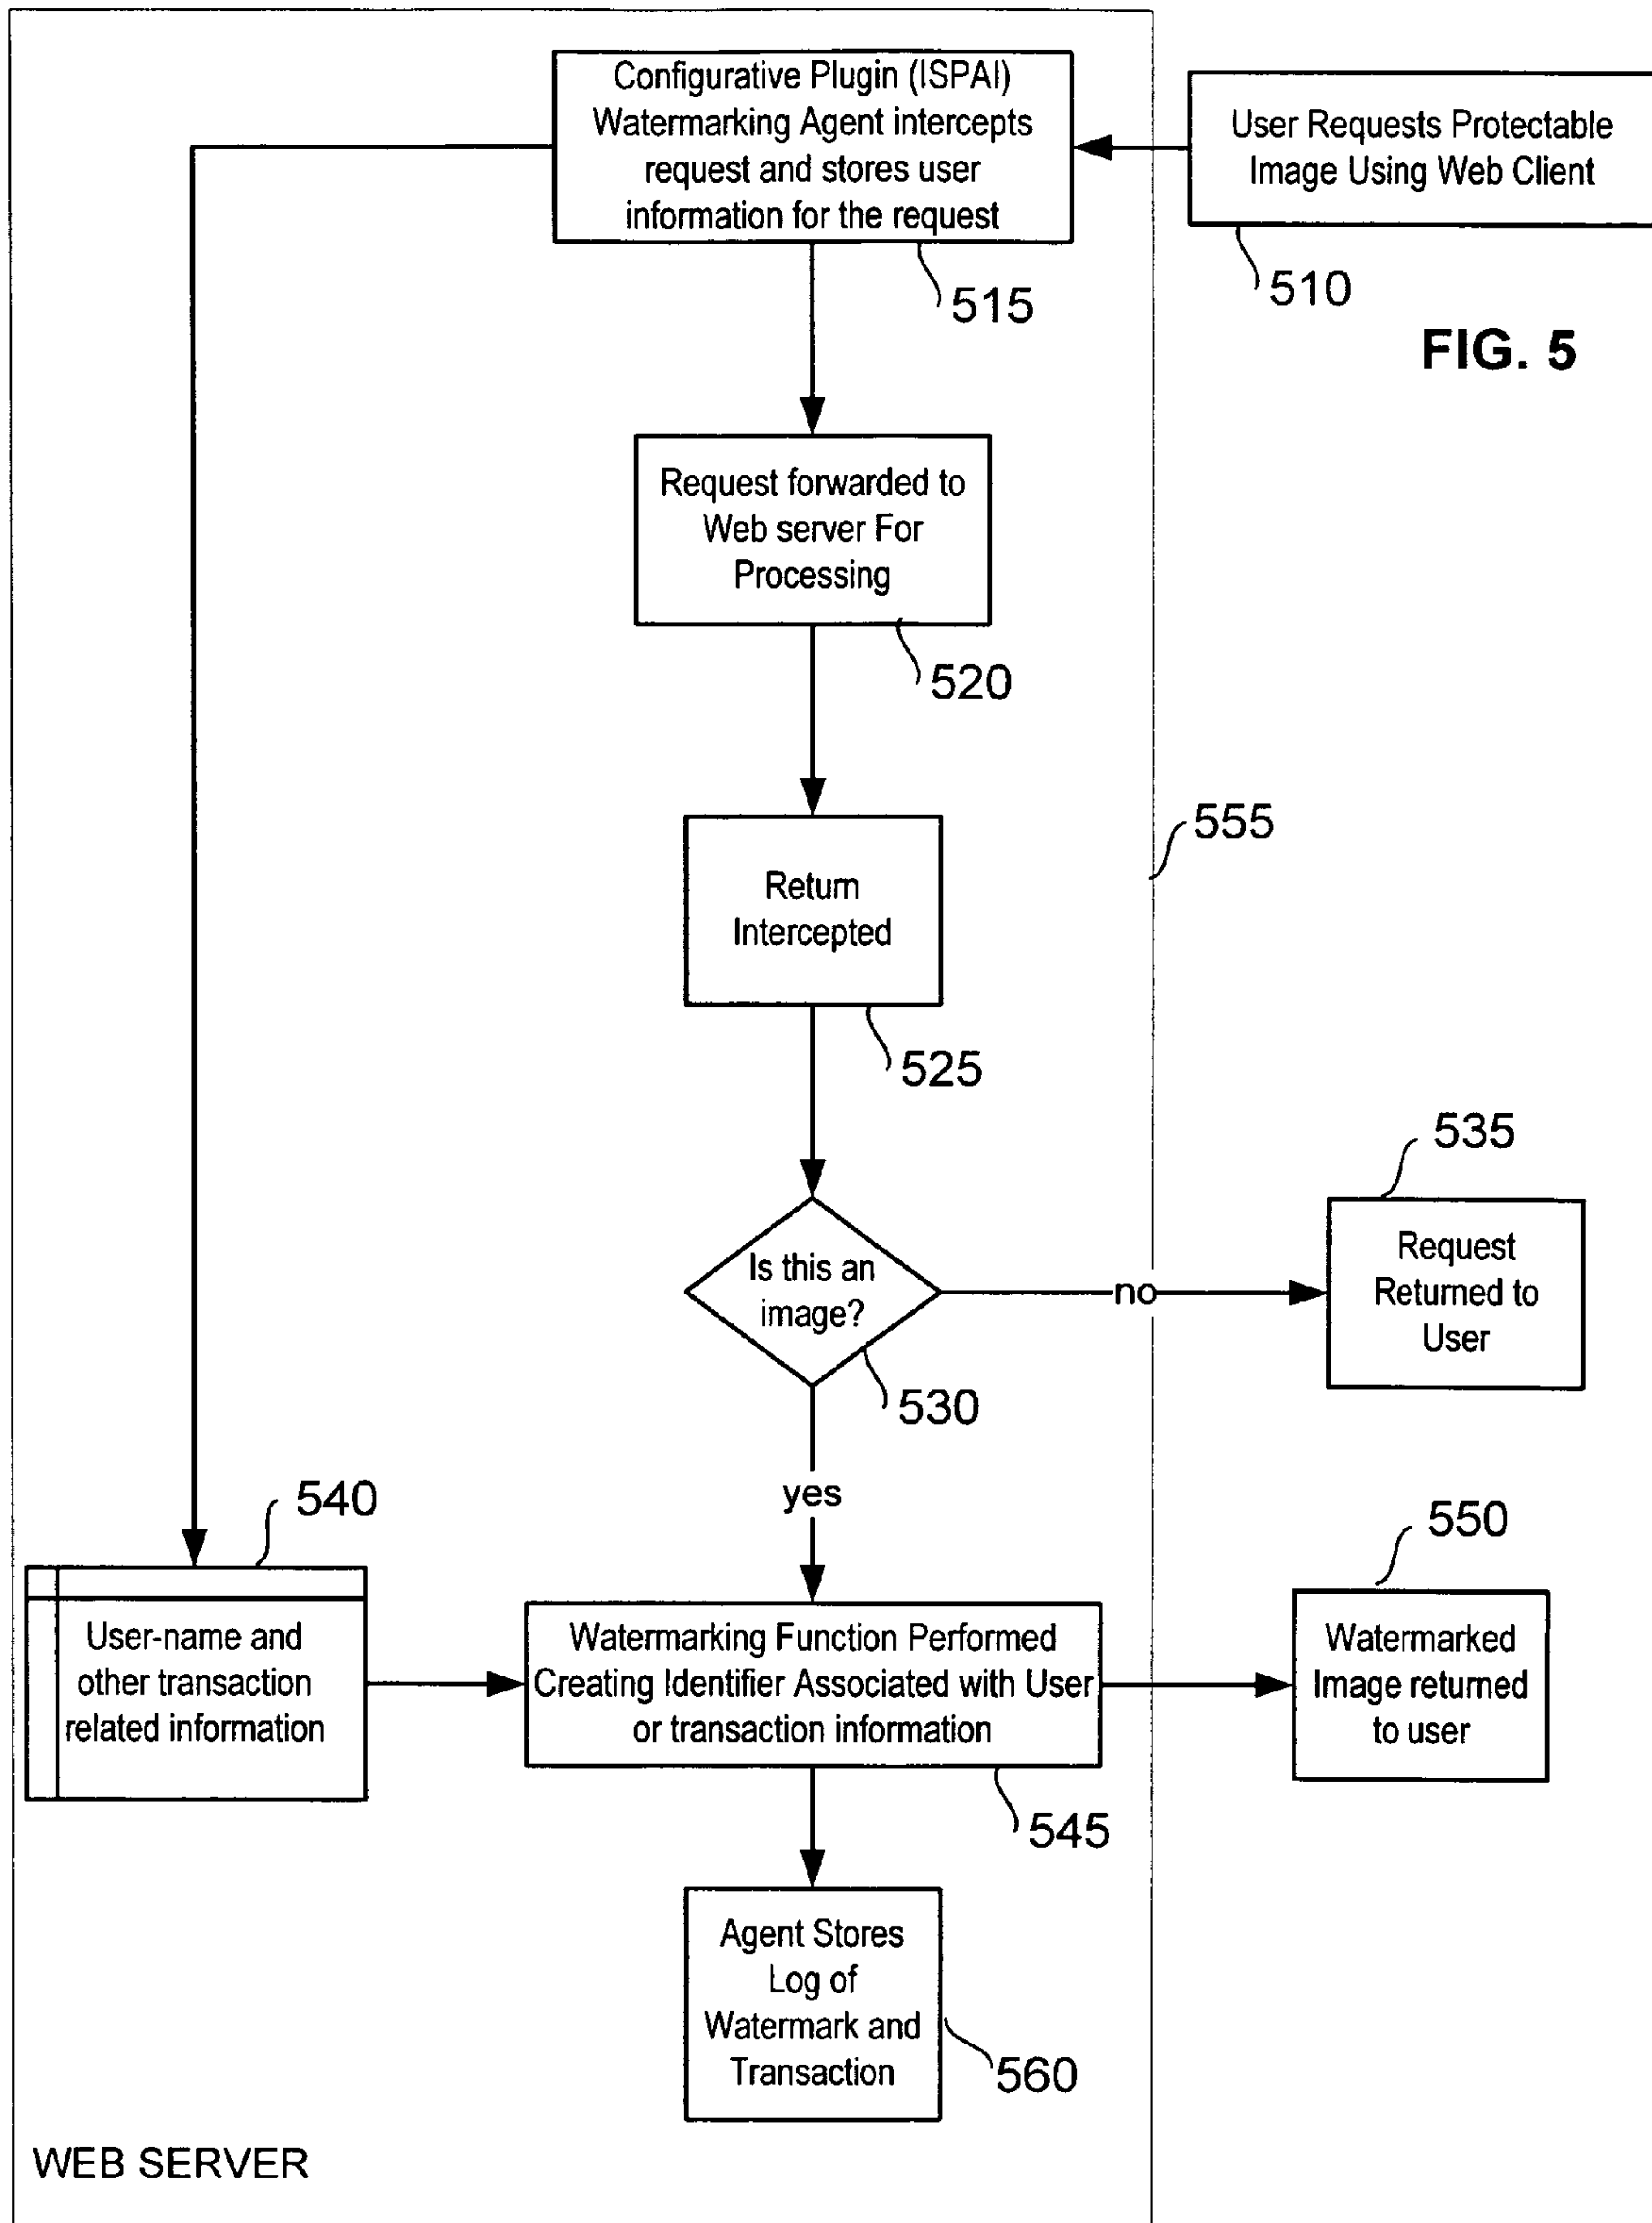 Configurative Plugin (ISPAI)
Watermarking Agent intercepts
request and stores user
information for the request
515
User Requests Protectable
Image Using Web Client
510
FIG. 5
Request forwarded to
Web server For
Processing
520
555
Return
Intercepted
525
535
Is this an
image?
no
Request
Returned to
User
530
yes
540
550
User-name and
other transaction
related information
Watermarking Function Performed
Creating Identifier Associated with User
or transaction information
Watermarked
Image returned
to user
545
Agent Stores
Log of
Watermark and
Transaction
560
WEB SERVER